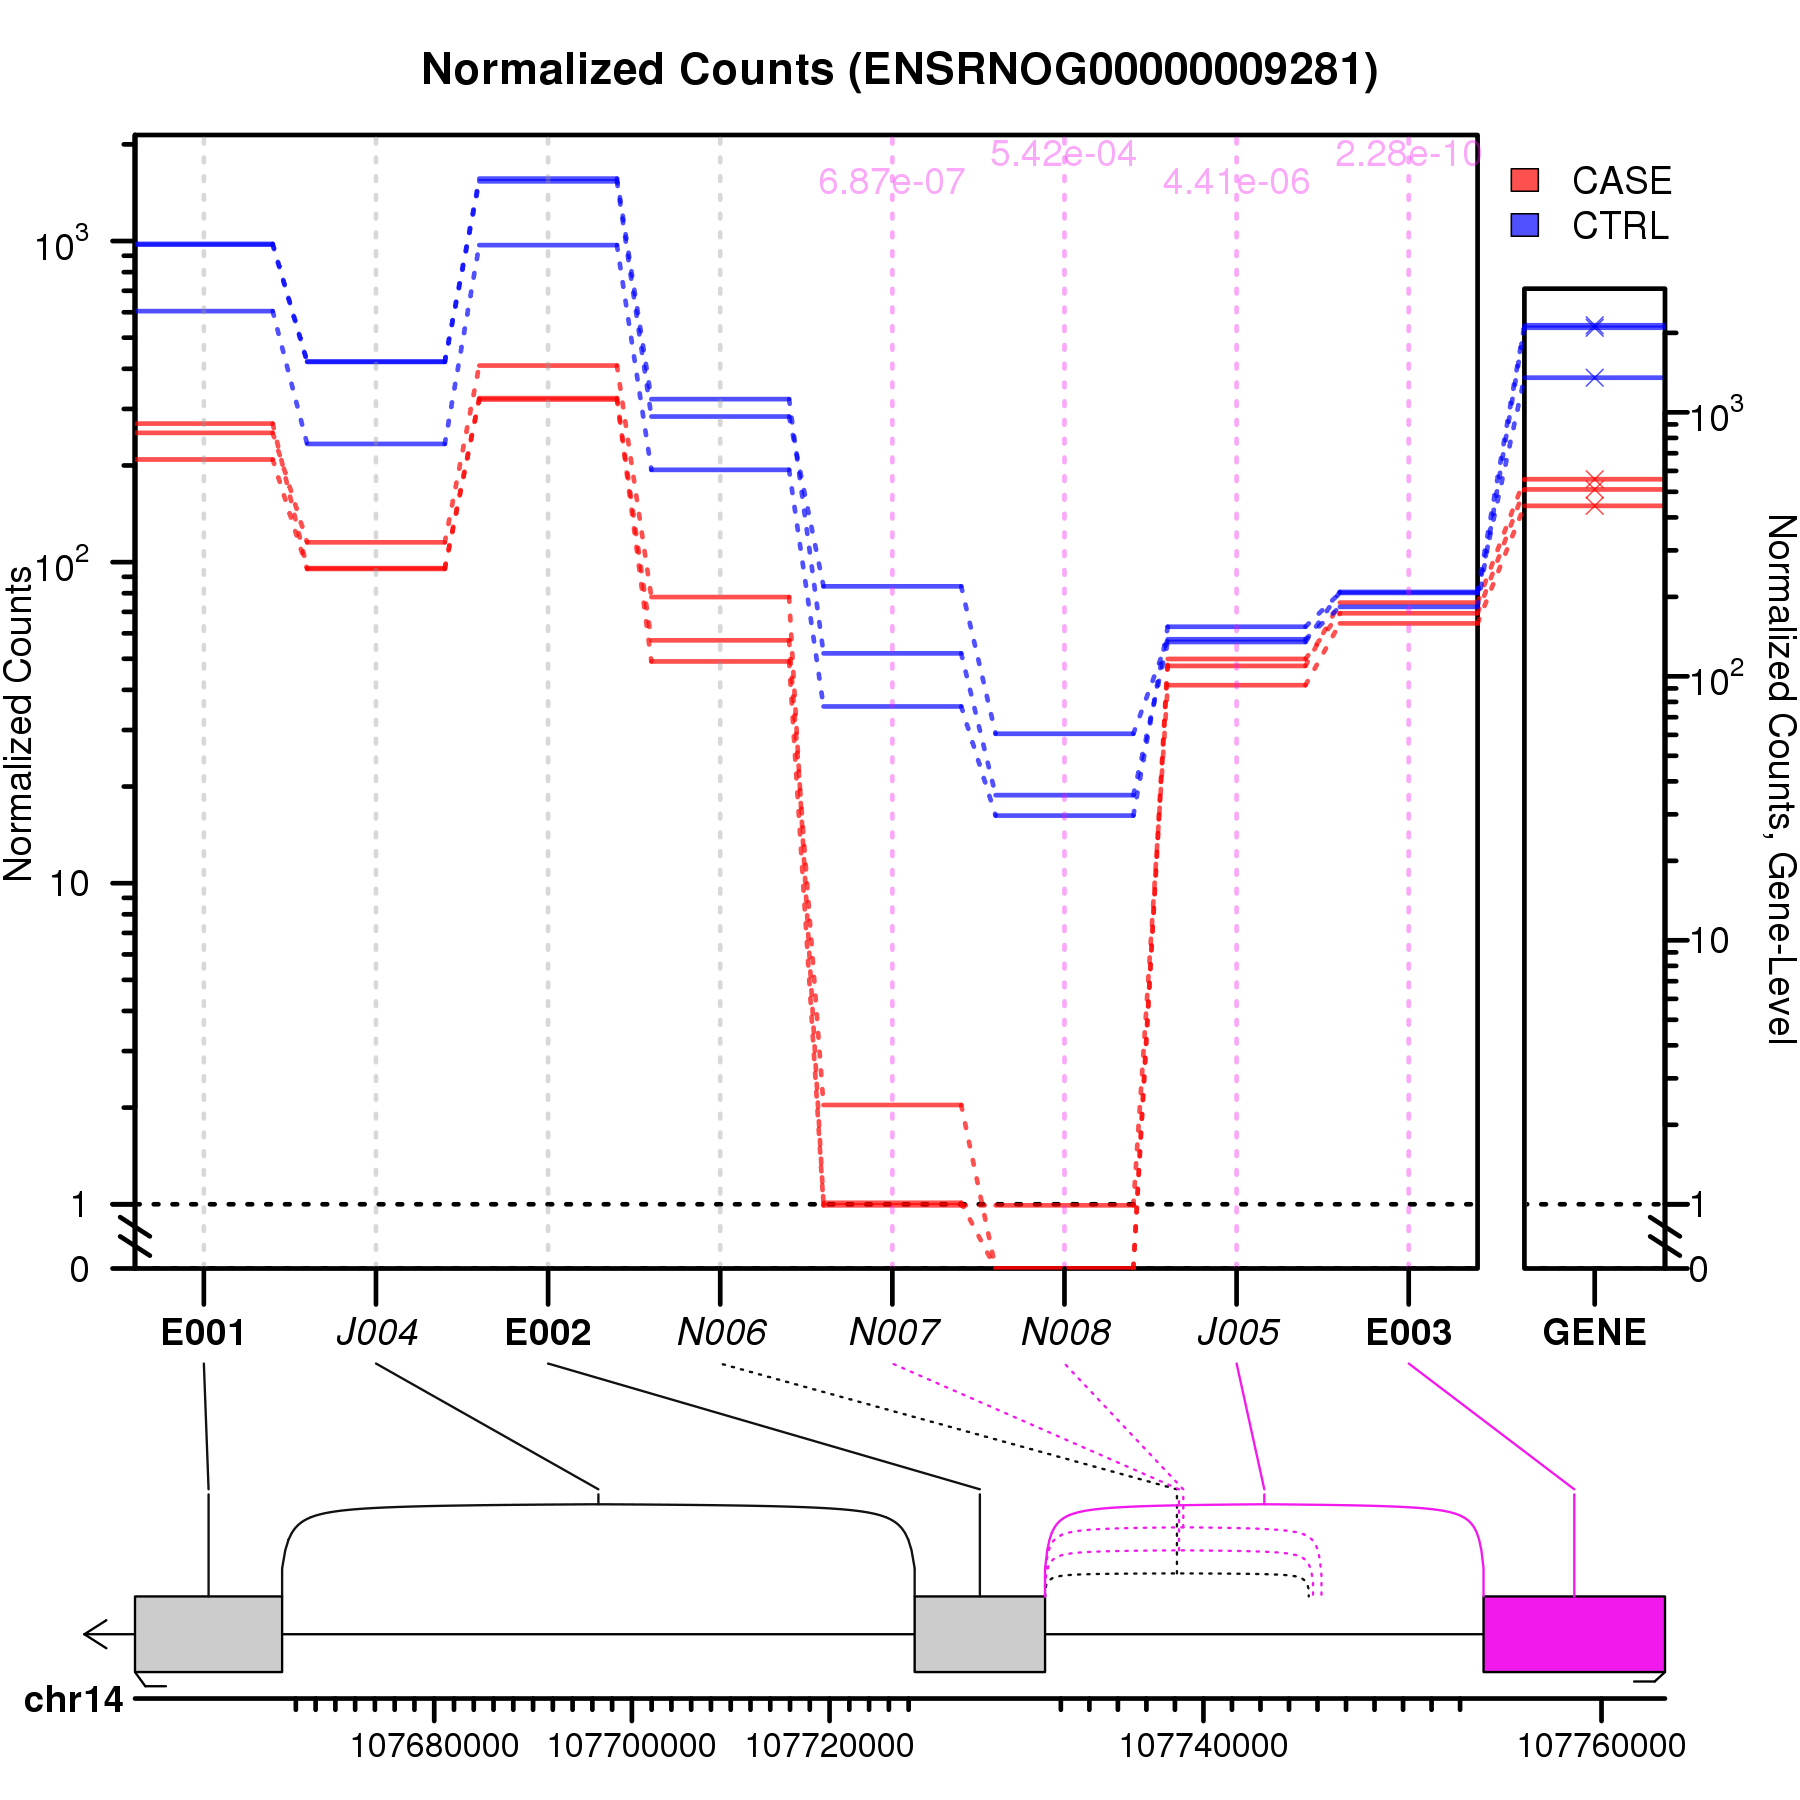 Normalized Counts (ENSRNOG00000009281)
5.42e-04 2.28e-10
6.87e-07 4.41e-06
CASE
CTRL
10³
10²
10
1
0
Normalized Counts
10³
10²
10
1
0
Normalized Counts, Gene-Level
E001 J004 E002 N006 N007 N008 J005 E003 GENE
chr14
107680000 107700000 107720000 107740000 107760000